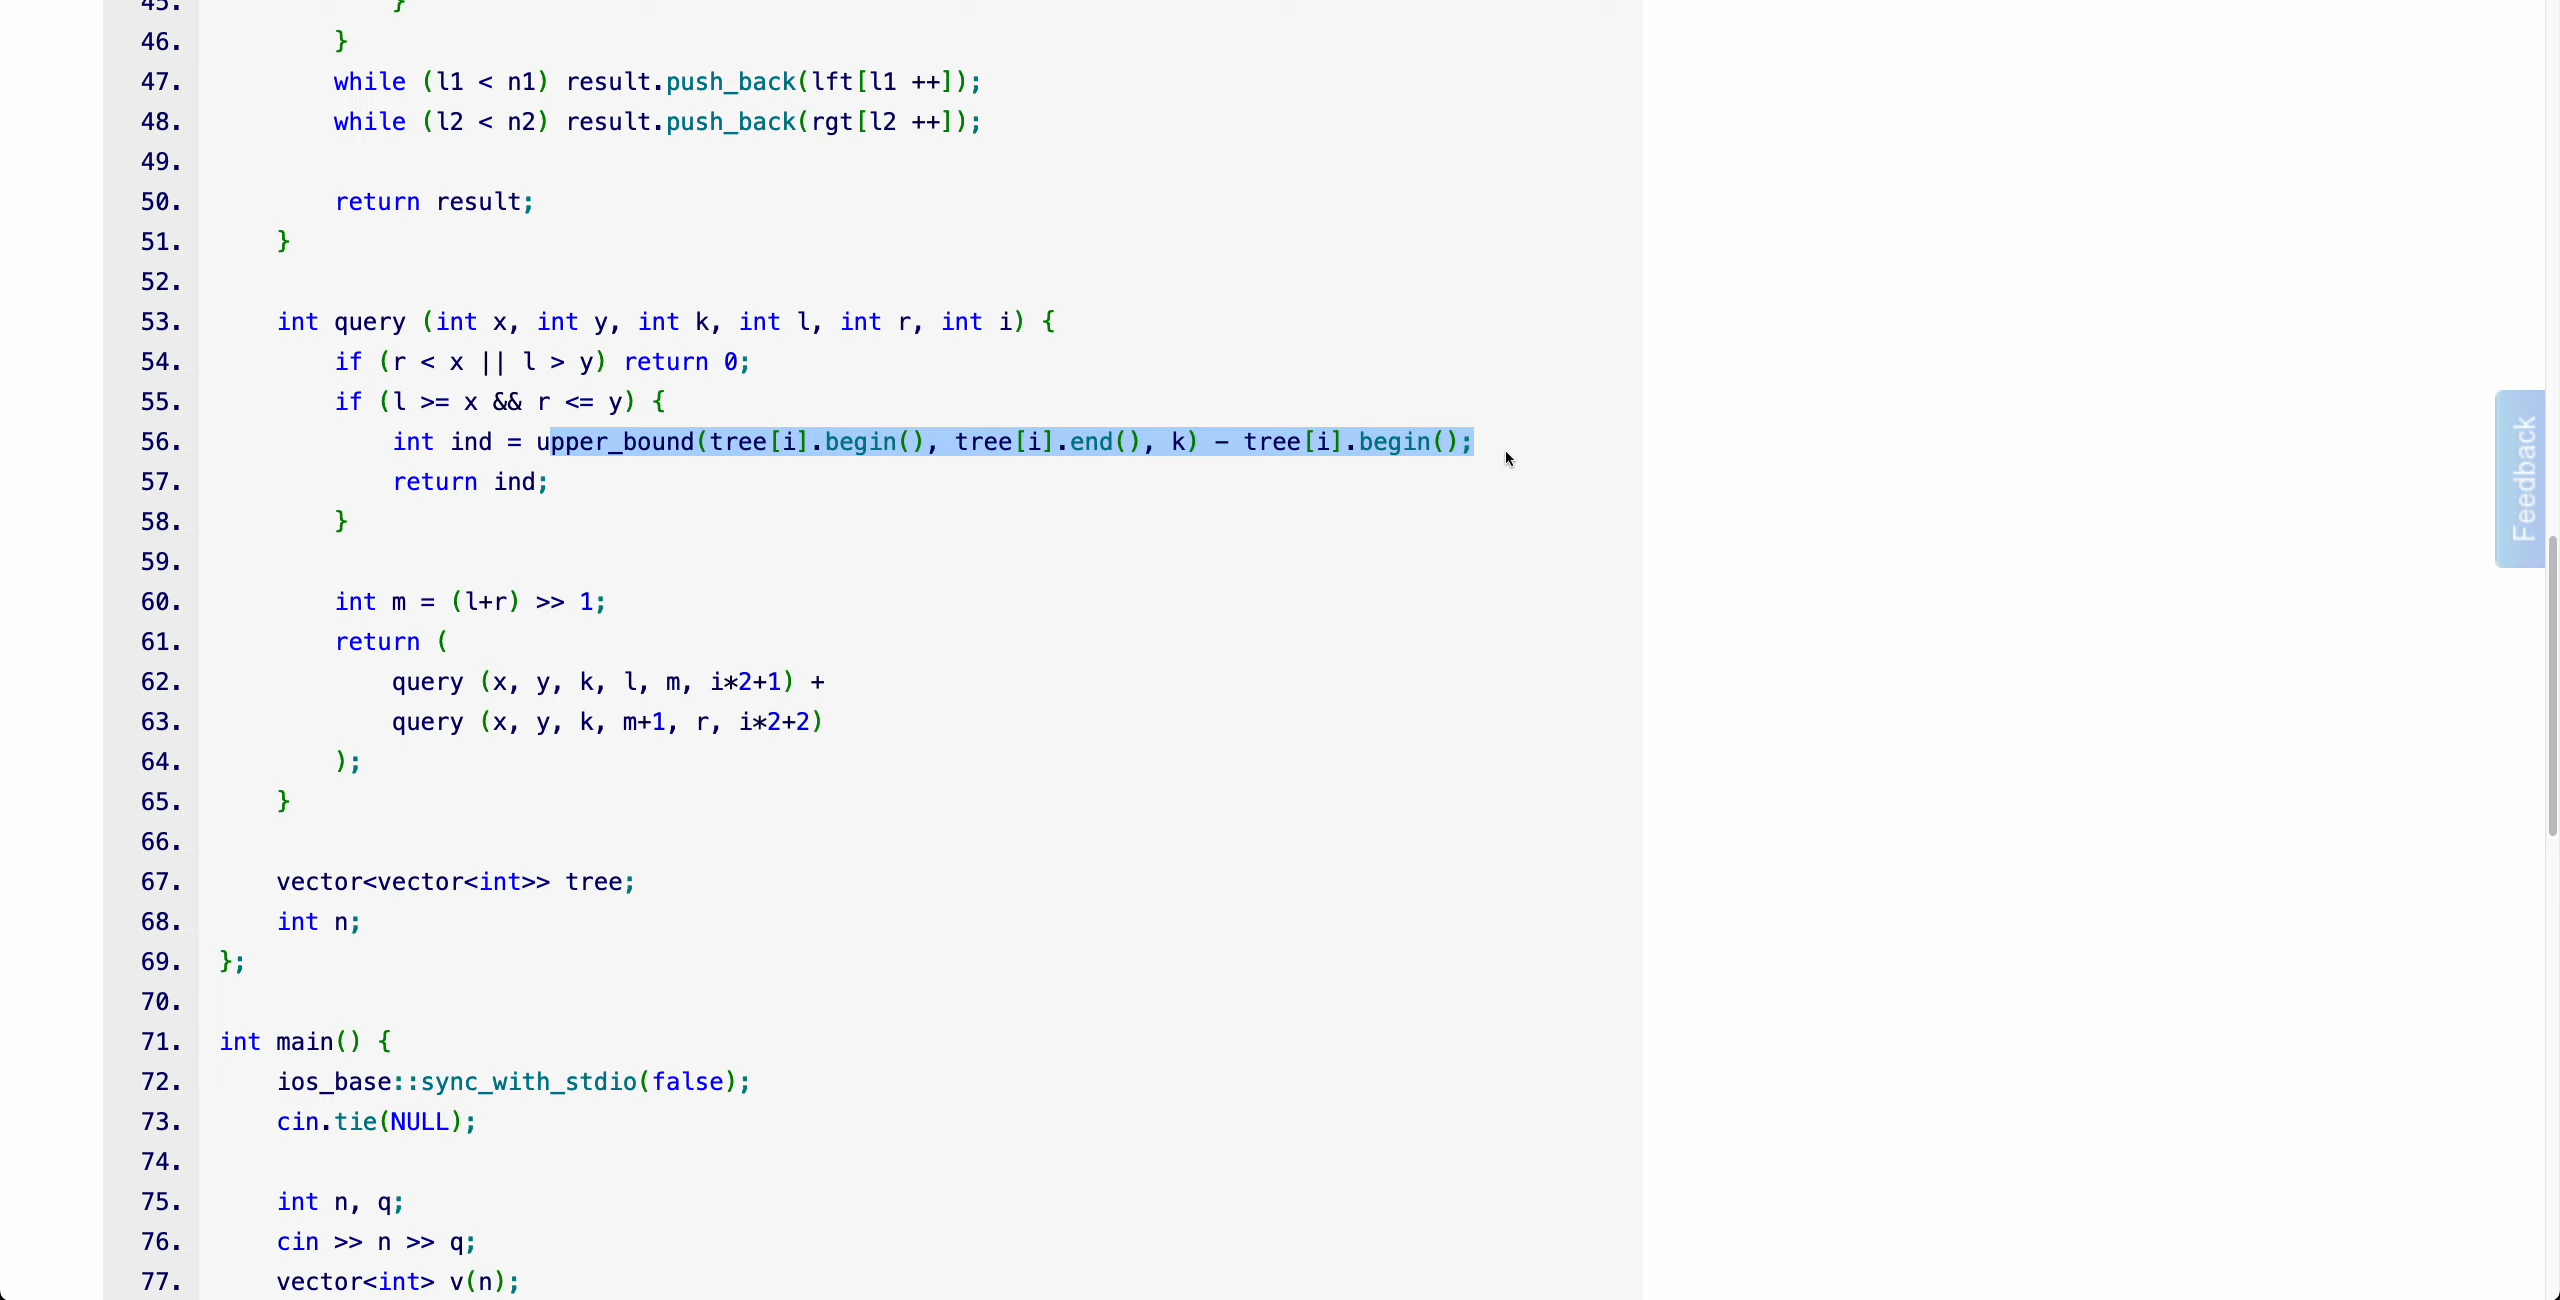 45.             }
46.         }
47.         while (l1 < n1) result.push_back(lft[l1 ++]);
48.         while (l2 < n2) result.push_back(rgt[l2 ++]);
49.
50.         return result;
51.     }
52.
53.     int query (int x, int y, int k, int l, int r, int i) {
54.         if (r < x || l > y) return 0;
55.         if (l >= x && r <= y) {
56.             int ind = upper_bound(tree[i].begin(), tree[i].end(), k) - tree[i].begin();
57.             return ind;
58.         }
59.
60.         int m = (l+r) >> 1;
61.         return (
62.             query (x, y, k, l, m, i*2+1) +
63.             query (x, y, k, m+1, r, i*2+2)
64.         );
65.     }
66.
67.     vector<vector<int>> tree;
68.     int n;
69. };
70.
71. int main() {
72.     ios_base::sync_with_stdio(false);
73.     cin.tie(NULL);
74.
75.     int n, q;
76.     cin >> n >> q;
77.     vector<int> v(n);
Feedback